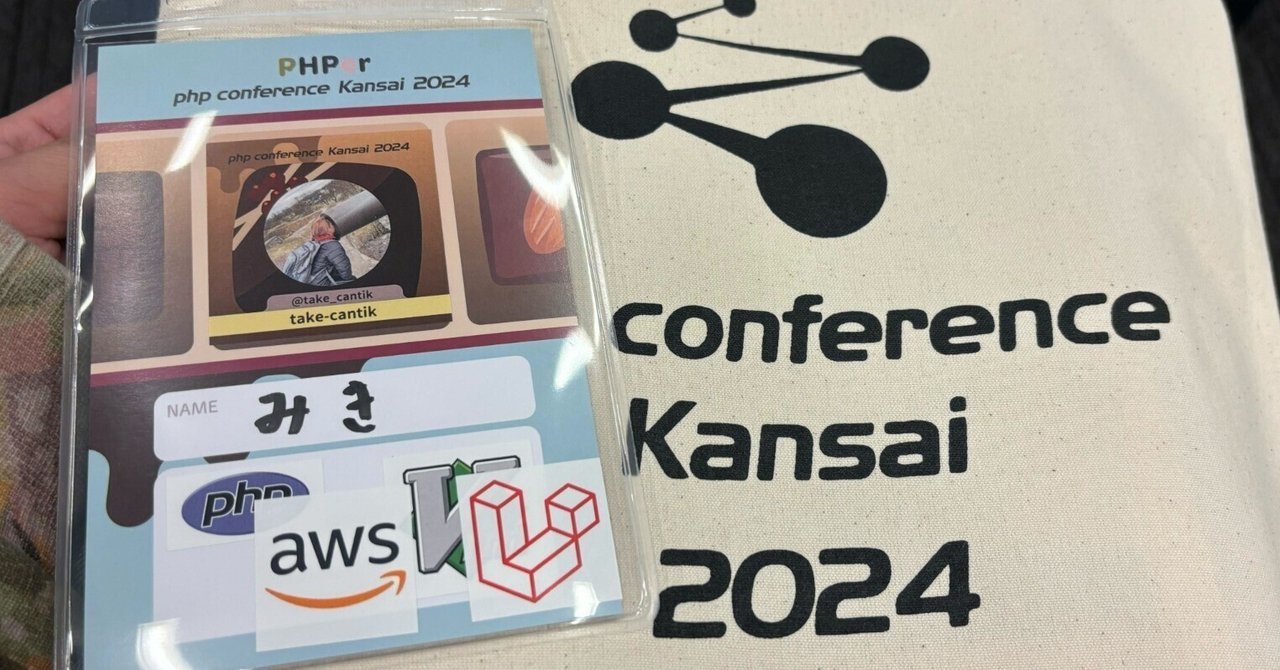 PHPer
php conference Kansai 2024
php conference Kansai 2024
@take_cantik
take-cantik
NAME みき
php
aws
conference
Kansai
2024